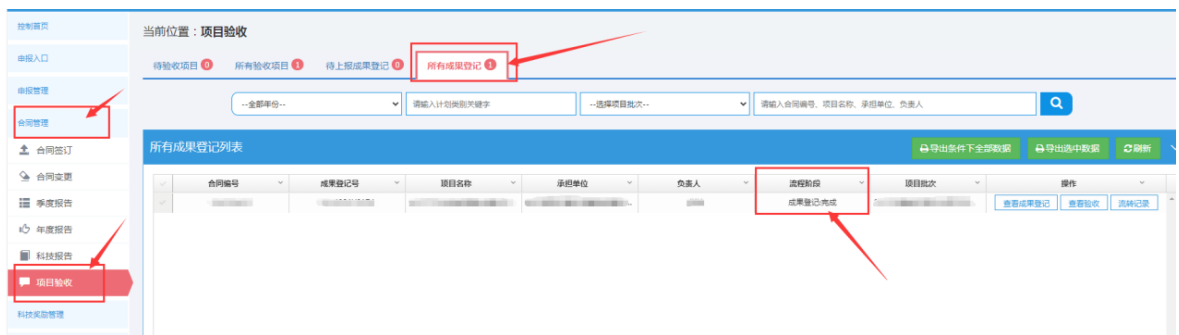 控制首页
申报入口
申报管理
合同管理
合同签订
合同变更
季度报告
年度报告
科技报告
项目验收
科技奖励管理
当前位置：项目验收
待验收项目 0 所有验收项目 1 待上报成果登记 0 所有成果登记 1
--全部年份-- 请输入计划类别关键字 --选择项目批次-- 请输入合同编号、项目名称、承担单位、负责人
所有成果登记列表 导出条件下全部数据 导出选中数据 刷新
合同编号 成果登记号 项目名称 承担单位 负责人 流程阶段 项目批次 操作
成果登记:完成 查看成果登记 查看验收 流转记录